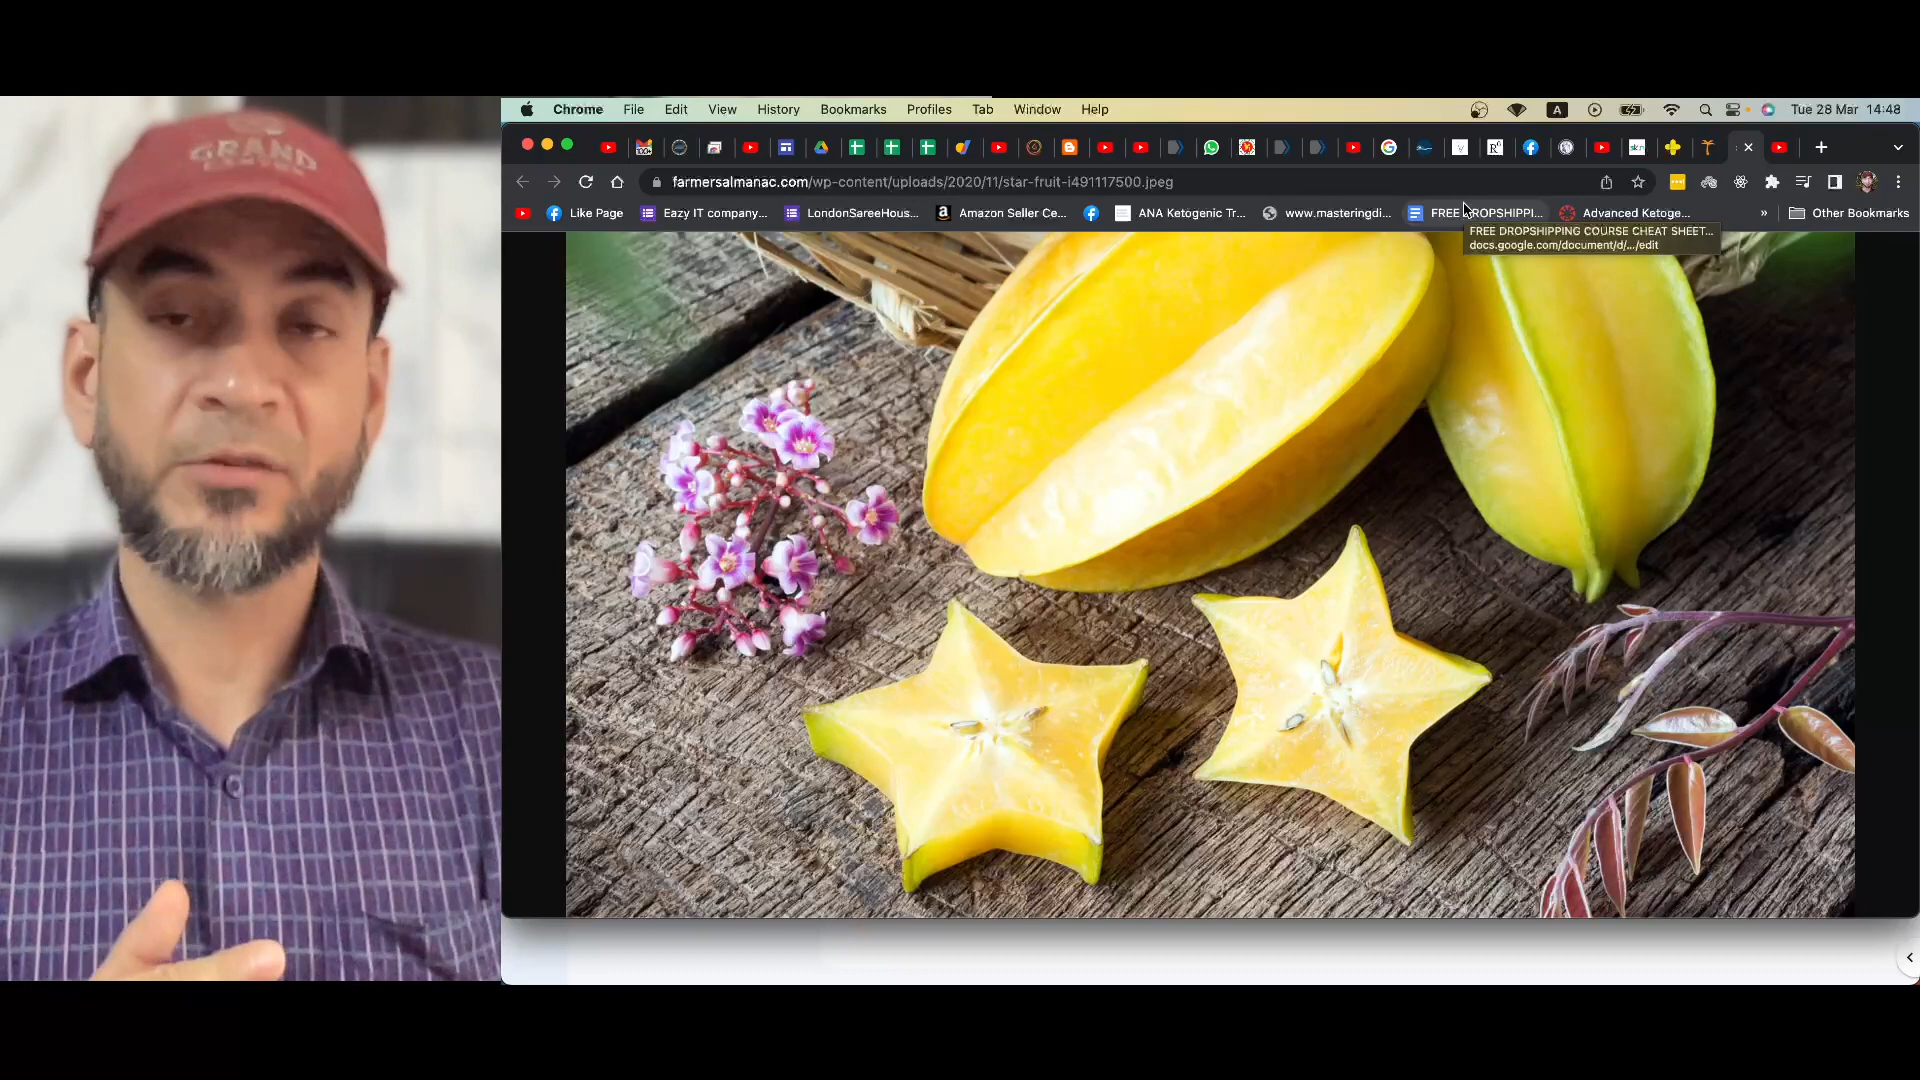 GRAND
Chrome File Edit View History Bookmarks Profiles Tab Window Help
A
Tue 28 Mar 14:48
100+
farmersalmanac.com/wp-content/uploads/2020/11/star-fruit-i491117500.jpeg
Like Page
Eazy IT company...
LondonSareeHous...
Amazon Seller Ce...
ANA Ketogenic Tr...
www.masteringdi...
FREE DROPSHIPPI...
Advanced Ketoge...
»
Other Bookmarks
FREE DROPSHIPPING COURSE CHEAT SHEET...
docs.google.com/document/d/.../edit